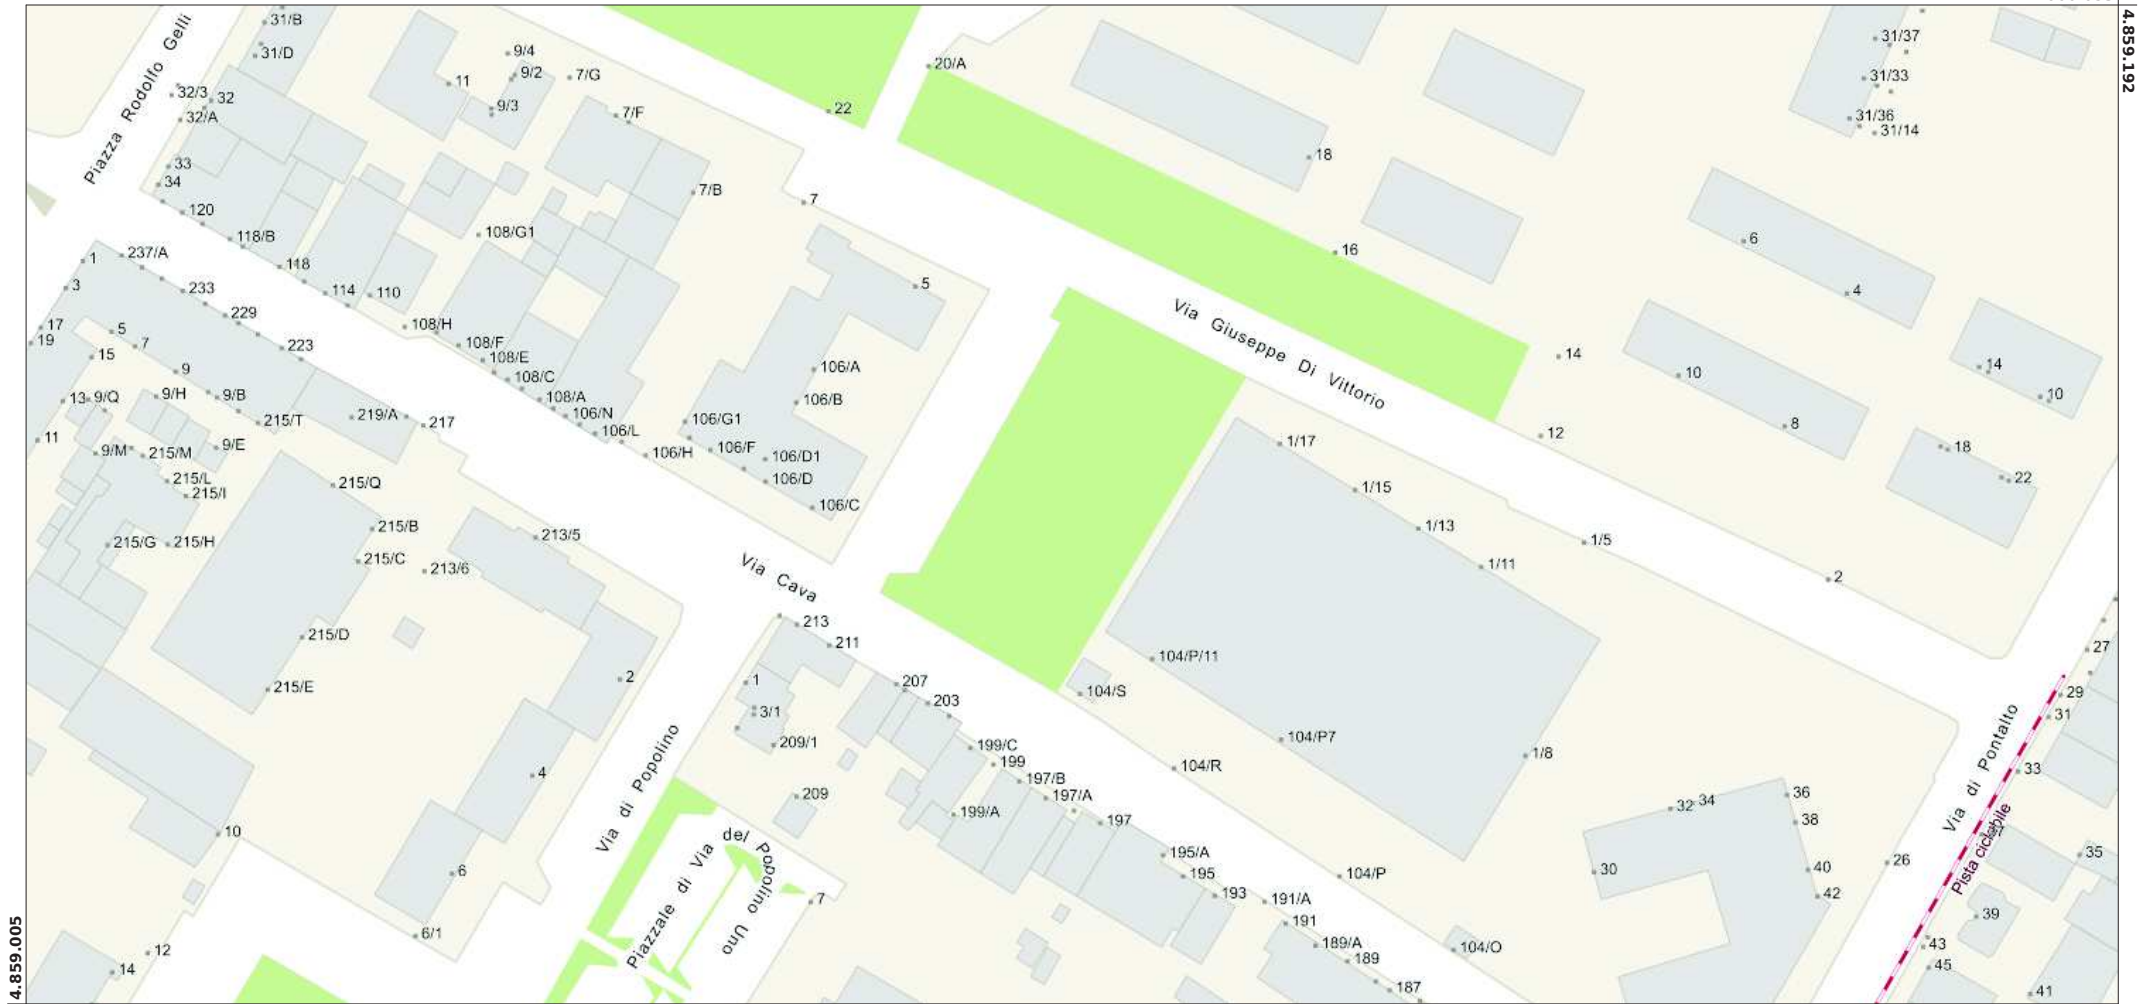 4.859.192
4.859.005
Piazza Rodolfo Gelli
31/B
31/D
32/3
32
32/A
33
34
120
118/B
118
114
110
11
9/4
9/2
9/3
7/G
7/F
7/B
7
108/G1
108/H
108/F
108/E
108/C
108/A
106/N
106/L
106/H
5
106/A
106/B
106/G1
106/F
106/D1
106/D
106/C
22
20/A
18
16
14
12
31/37
31/33
31/36
31/14
6
4
10
8
14
10
18
22
2
Via Giuseppe Di Vittorio
1/17
1/15
1/13
1/11
1/5
1/8
104/P/11
104/S
104/P7
104/R
104/P
104/O
237/A
1
3
233
229
223
17
19
5
7
15
9
9/B
9/H
9/Q
13
11
9/M
9/E
215/T
219/A
217
215/M
215/L
215/I
215/G
215/H
215/Q
215/B
215/C
215/D
215/E
213/5
213/6
Via Cava
213
211
207
203
199/C
199
199/A
197/B
197/A
197
195/A
195
193
191/A
191
189/A
189
187
1
3/1
209/1
209
2
4
6
6/1
10
12
14
Via di Popolino
Piazzale di Via del Popolino Uno
7
32
34
36
38
40
42
30
26
Via di Pontalto
Pista ciclabile
27
29
31
33
35
39
43
45
41